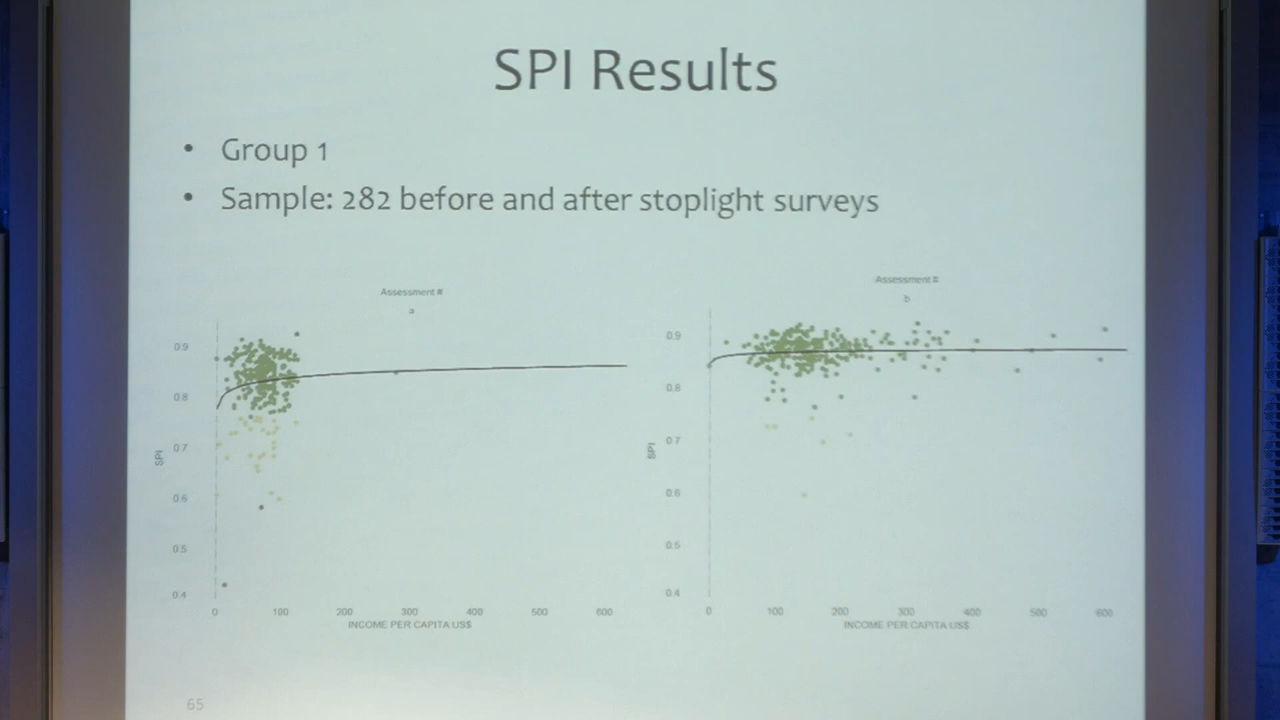 SPI Results
• Group 1
• Sample: 282 before and after stoplight surveys
Assessment #
a
0.9
0.8
0.7
0.6
0.5
0.4
SPI
0 100 200 300 400 500 600
INCOME PER CAPITA US$
Assessment #
b
0.9
0.8
0.7
0.6
0.5
0.4
SPI
0 100 200 300 400 500 600
INCOME PER CAPITA US$
65